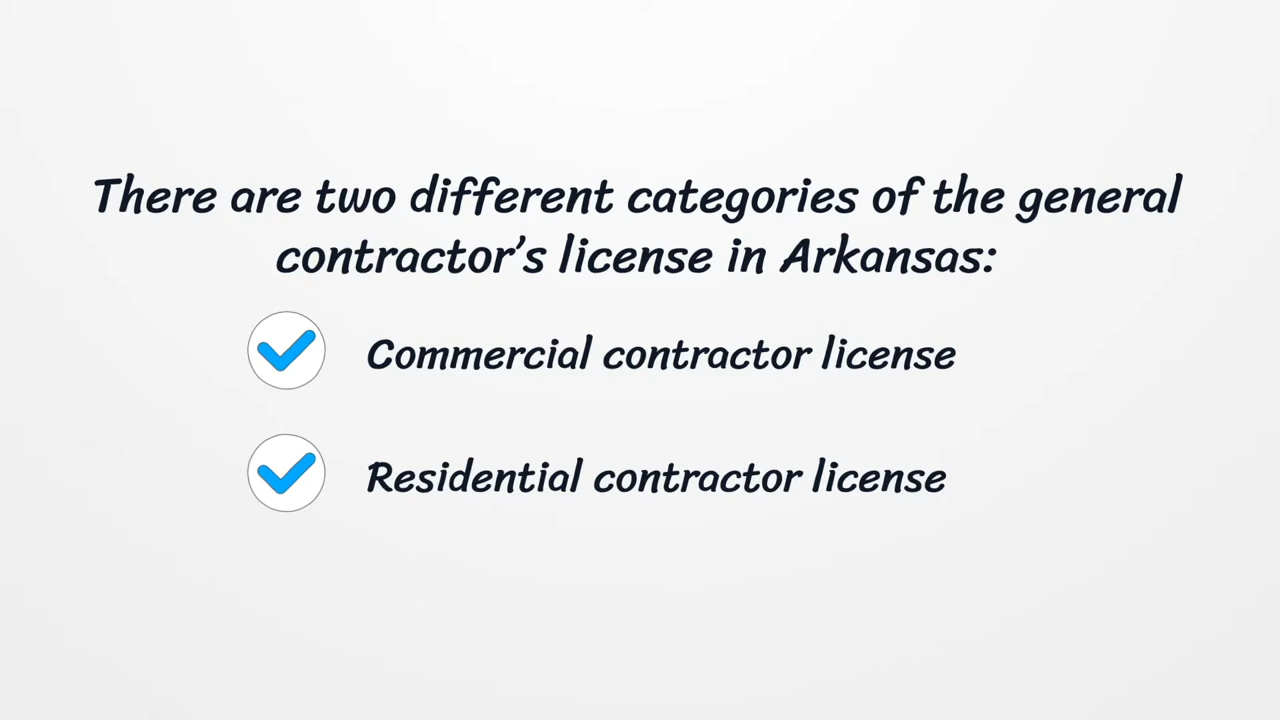 There are two different categories of the general
contractor’s license in Arkansas:
Commercial contractor license
Residential contractor license